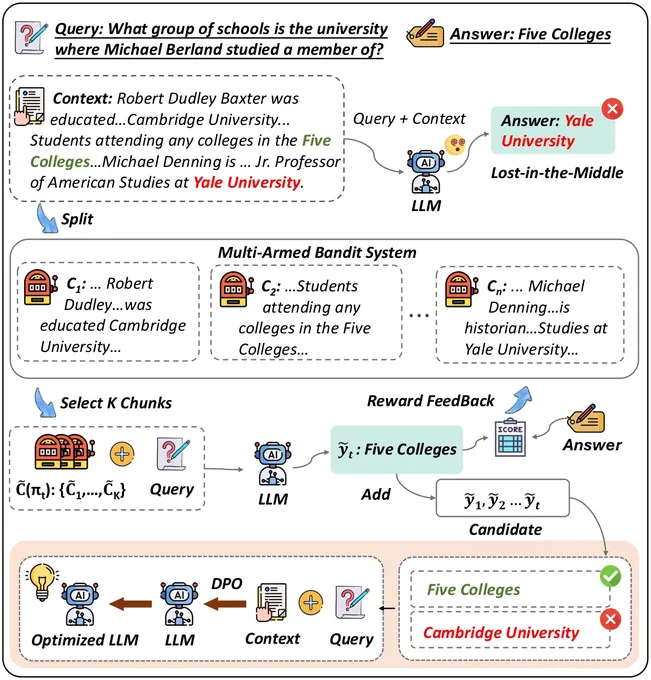 Query: What group of schools is the university
where Michael Berland studied a member of?
Answer: Five Colleges
Context: Robert Dudley Baxter was
educated...Cambridge University...
Students attending any colleges in the Five
Colleges...Michael Denning is ... Jr. Professor
of American Studies at Yale University.
Query + Context
AI
LLM
Answer: Yale
University
Lost-in-the-Middle
Split
Multi-Armed Bandit System
C1: ... Robert
Dudley...was
educated Cambridge
University...
C2: ...Students
attending any
colleges in the Five
Colleges...
...
Cn: ... Michael
Denning...is
historian...Studies at
Yale University...
Select K Chunks
Reward FeedBack
C̃(πt): {C̃1,...,C̃K}
Query
AI
LLM
ỹt : Five Colleges
SCORE
Answer
Add
ỹ1, ỹ2 ... ỹt
Candidate
DPO
AI
Optimized LLM
AI
LLM
Context
Query
Five Colleges
Cambridge University